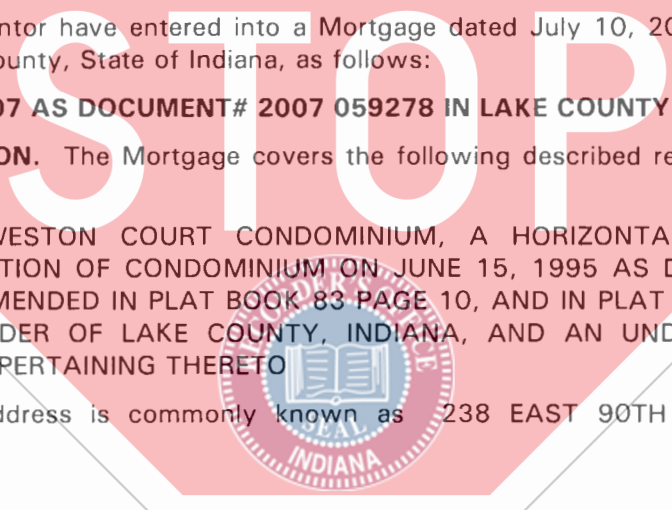 STOP
ntor have entered into a Mortgage dated July 10, 20
ounty, State of Indiana, as follows:
07 AS DOCUMENT# 2007 059278 IN LAKE COUNTY
ON. The Mortgage covers the following described re
WESTON COURT CONDOMINIUM, A HORIZONTA
TION OF CONDOMINIUM ON JUNE 15, 1995 AS D
MENDED IN PLAT BOOK 83 PAGE 10, AND IN PLAT
DER OF LAKE COUNTY, INDIANA, AND AN UND
PERTAINING THERETO
ddress is commonly known as 238 EAST 90TH
RECORDER'S OFFICE
SEAL
INDIANA